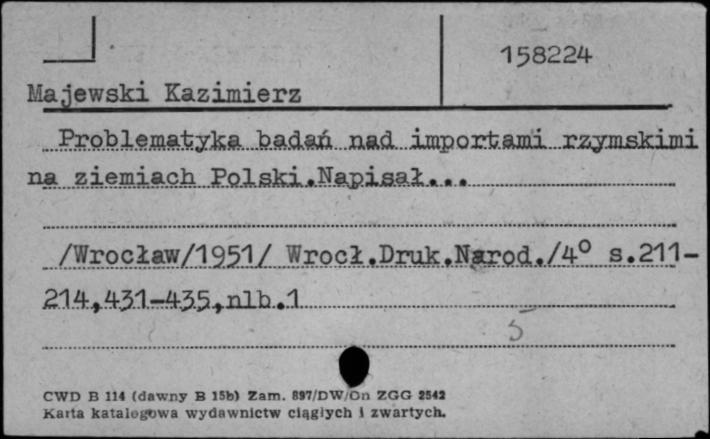 158224
Majewski Kazimierz
Problematyka badań nad importami rzymskimi
na ziemiach Polski.Napisał...
/Wrocław/1951/ Wrocł.Druk.Narod./4° s.211-
214,431-435,nlb.1
5
CWD B 114 (dawny B 15b) Zam. 897/DW/On ZGG 2542
Karta katalogowa wydawnictw ciągłych i zwartych.